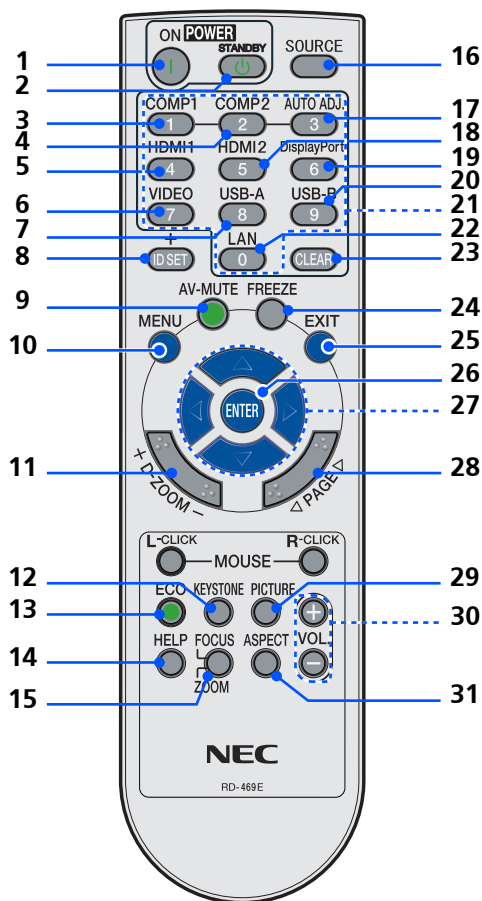 ON POWER STANDBY SOURCE
1 16
2
COMP1 COMP2 AUTO ADJ.
3 1 2 3 17
4 18
HDMI1 HDMI2 DisplayPort
5 4 5 6 19
VIDEO USB-A USB-B
6 7 8 9 20
7 21
+ LAN
8 ID SET 0 CLEAR 22
23
AV-MUTE FREEZE
9 24
MENU EXIT
10 25
26
ENTER 27
+ D-ZOOM −
11
◁ PAGE ▷
28
L-CLICK MOUSE R-CLICK
ECO KEYSTONE PICTURE
12 29
13 + 30
HELP FOCUS ASPECT VOL.
14 −
15 ZOOM 31
NEC
RD-469E